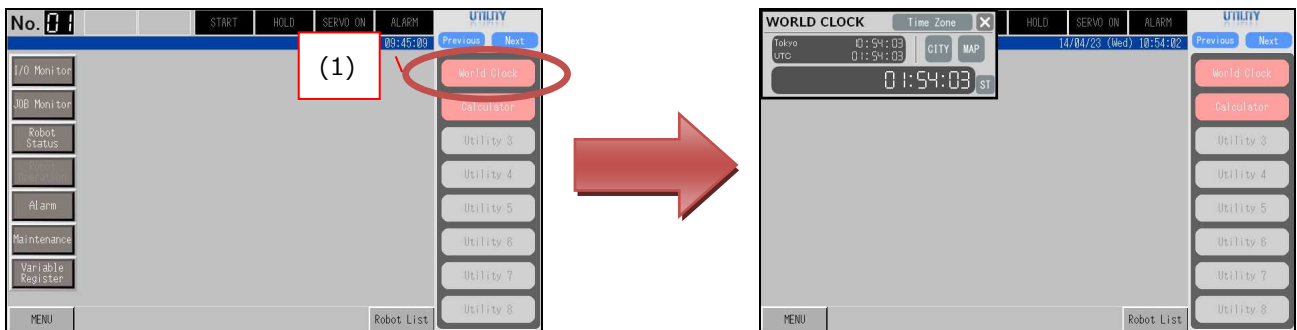 No. 01 START HOLD SERVO ON ALARM UTILITY
09:45:09 Previous Next
(1)
I/O Monitor
JOB Monitor
Robot
Status
Alarm
Maintenance
Variable
Register
MENU
Robot List
World Clock
Calculator
Utility 3
Utility 4
Utility 5
Utility 6
Utility 7
Utility 8
WORLD CLOCK Time Zone X HOLD SERVO ON ALARM UTILITY
14/04/23 (Wed) 10:54:02 Previous Next
Tokyo 10:54:03
UTC 01:54:03
CITY MAP
01:54:03 ST
World Clock
Calculator
Utility 3
Utility 4
Utility 5
Utility 6
Utility 7
Utility 8
MENU
Robot List